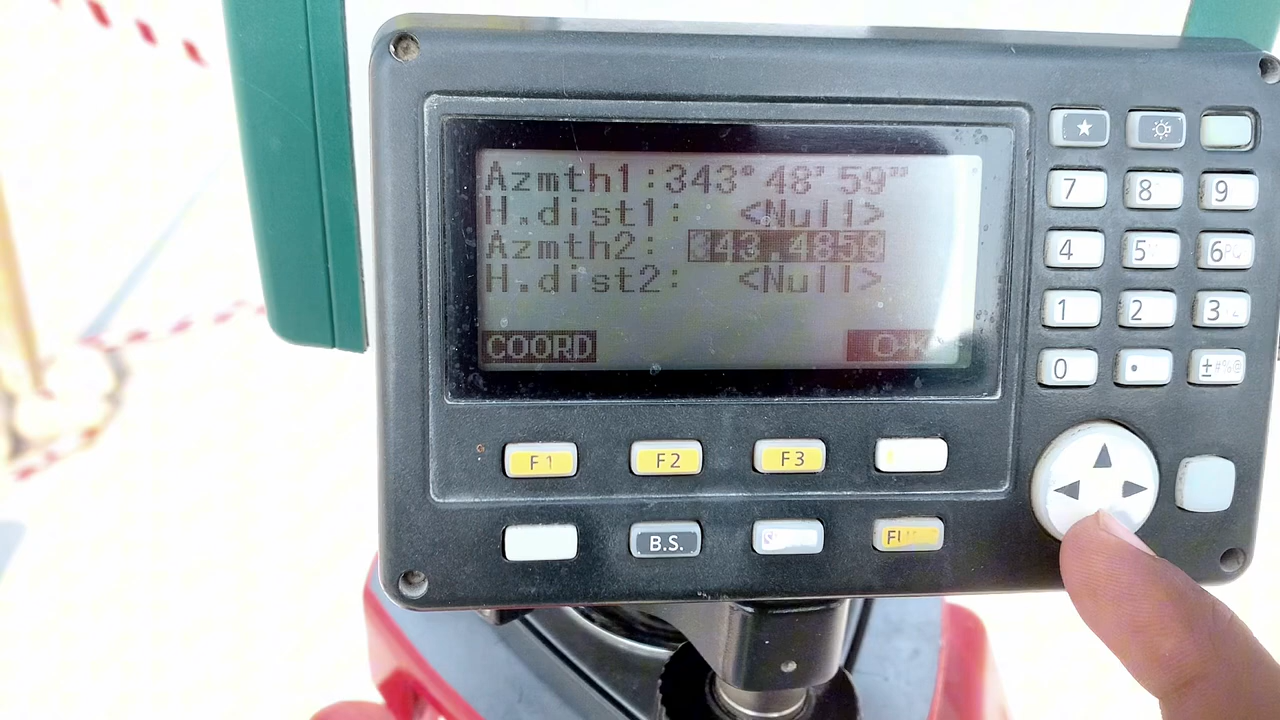 Azmth1:343°48'59"
H.dist1: <Null>
Azmth2: 343.4859
H.dist2: <Null>
COORD OK
7 8 9
4 5 6
1 2 3
0 . ±#%@
F1 F2 F3
B.S.